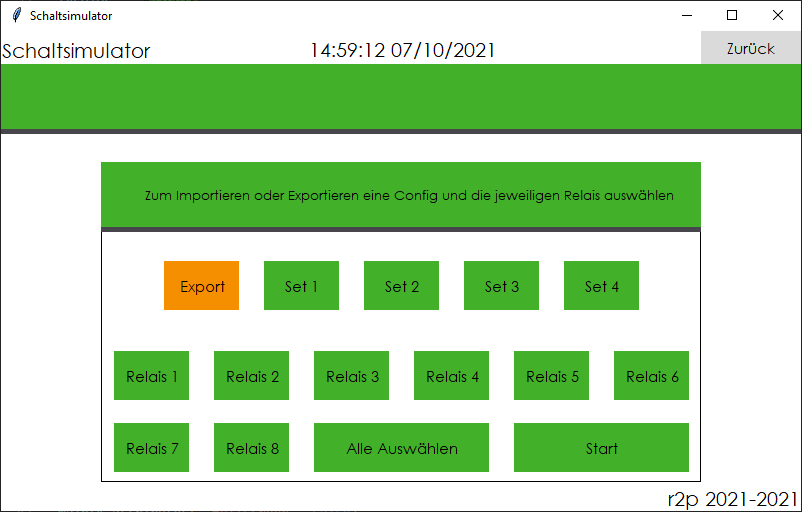 Schaltsimulator
Schaltsimulator 14:59:12 07/10/2021 Zurück
Zum Importieren oder Exportieren eine Config und die jeweiligen Relais auswählen
Export Set 1 Set 2 Set 3 Set 4
Relais 1 Relais 2 Relais 3 Relais 4 Relais 5 Relais 6
Relais 7 Relais 8 Alle Auswählen Start
r2p 2021-2021